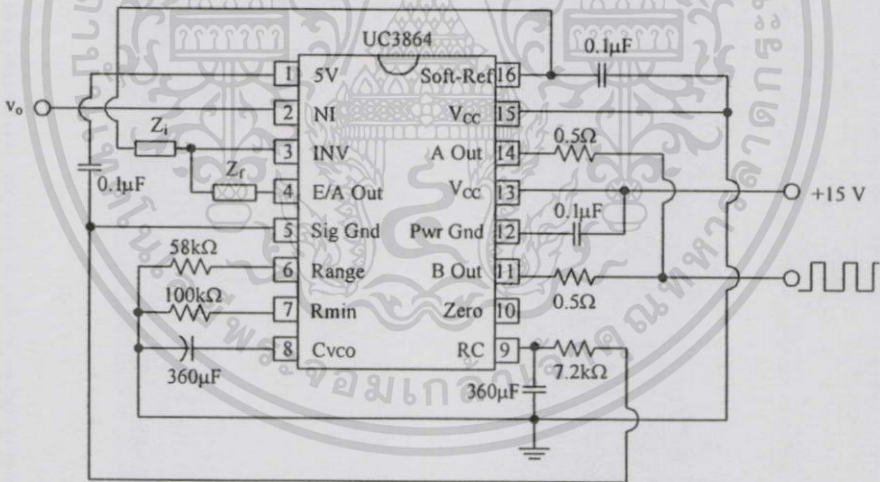 UC3864
1 5V
2 NI
3 INV
4 E/A Out
5 Sig Gnd
6 Range
7 Rmin
8 Cvco
Soft-Ref 16
Vcc 15
A Out 14
Vcc 13
Pwr Gnd 12
B Out 11
Zero 10
RC 9
vo
Zi
Zf
0.1μF
58kΩ
100kΩ
360μF
0.1μF
0.5Ω
+15 V
0.1μF
0.5Ω
7.2kΩ
360μF